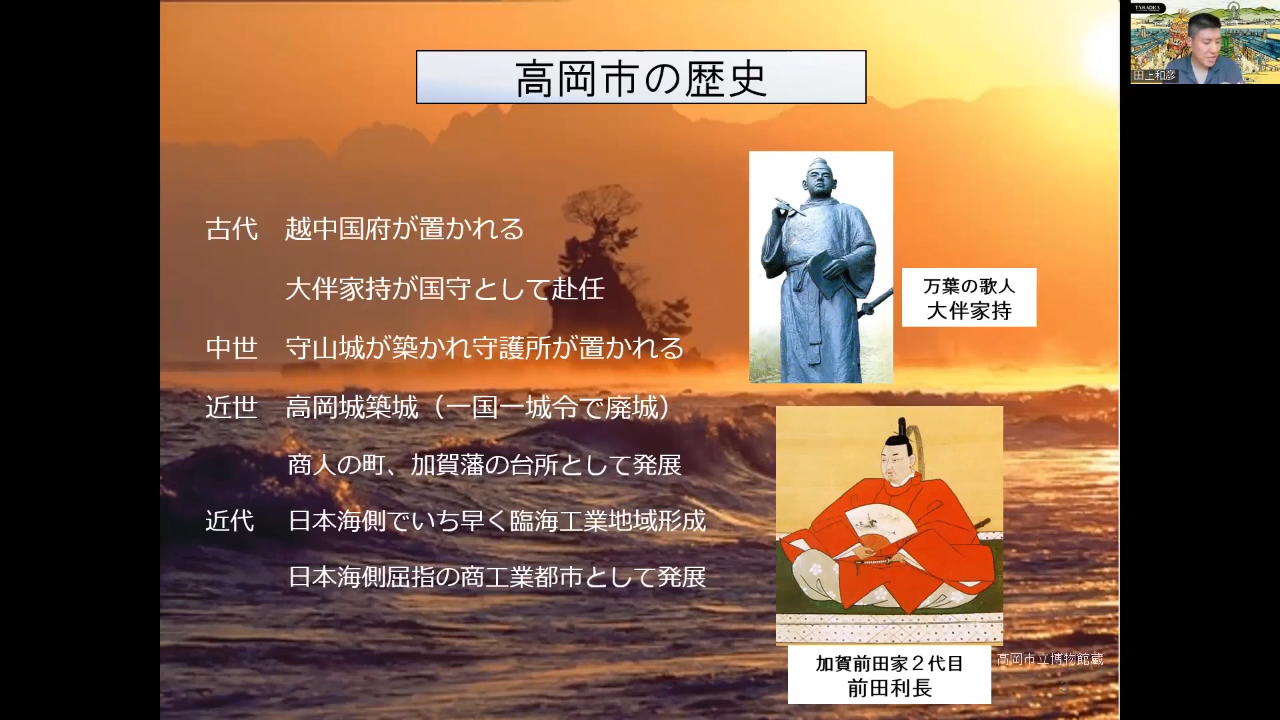 高岡市の歴史
古代 越中国府が置かれる
大伴家持が国守として赴任
中世 守山城が築かれ守護所が置かれる
近世 高岡城築城（一国一城令で廃城）
商人の町、加賀藩の台所として発展
近代 日本海側でいち早く臨海工業地域形成
日本海側屈指の商工業都市として発展
万葉の歌人
大伴家持
加賀前田家２代目
前田利長
高岡市立博物館蔵
TAKAOKA
田上和彦